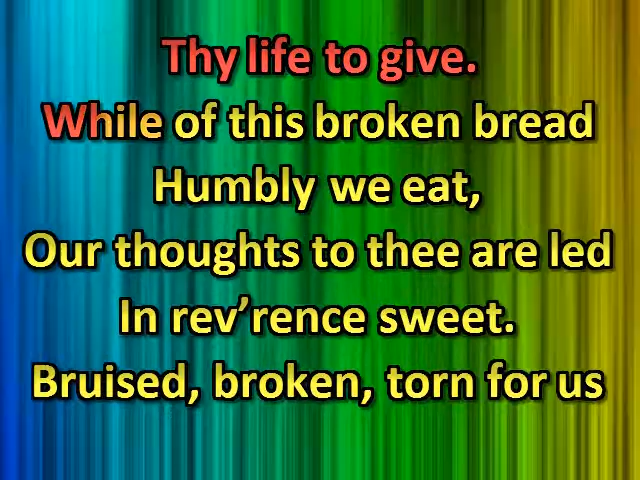 Thy life to give.
While of this broken bread
Humbly we eat,
Our thoughts to thee are led
In rev’rence sweet.
Bruised, broken, torn for us